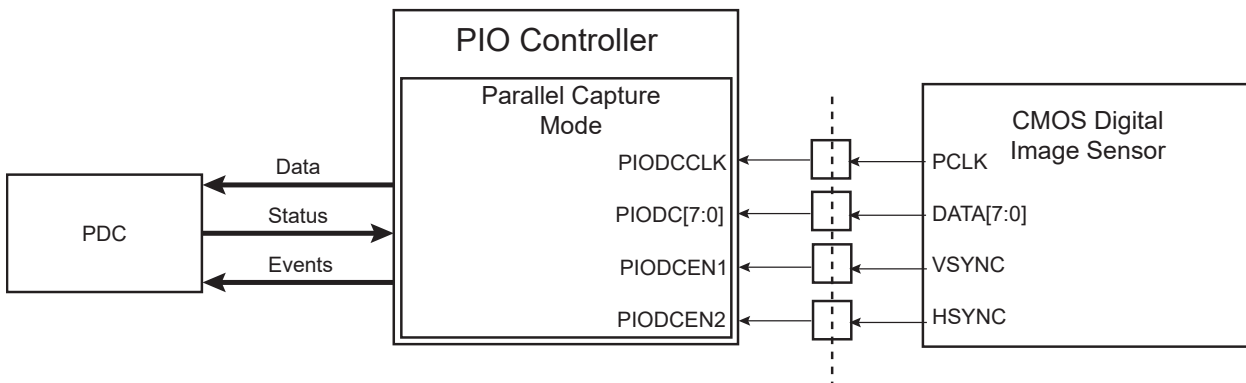 PIO Controller
Parallel Capture
Mode
CMOS Digital
Image Sensor
PIODCCLK
PCLK
Data
PIODC[7:0]
DATA[7:0]
Status
PDC
Events
PIODCEN1
VSYNC
PIODCEN2
HSYNC